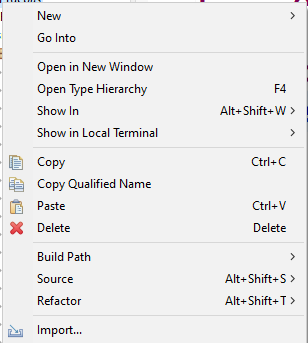 New >
Go Into
Open in New Window
Open Type Hierarchy F4
Show In Alt+Shift+W >
Show in Local Terminal >
Copy Ctrl+C
Copy Qualified Name
Paste Ctrl+V
Delete Delete
Build Path >
Source Alt+Shift+S >
Refactor Alt+Shift+T >
Import...